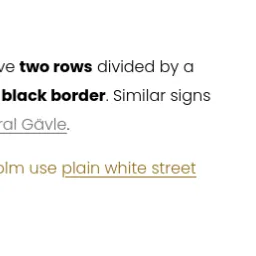 ve two rows divided by a
black border. Similar signs
ral Gävle.
olm use plain white street